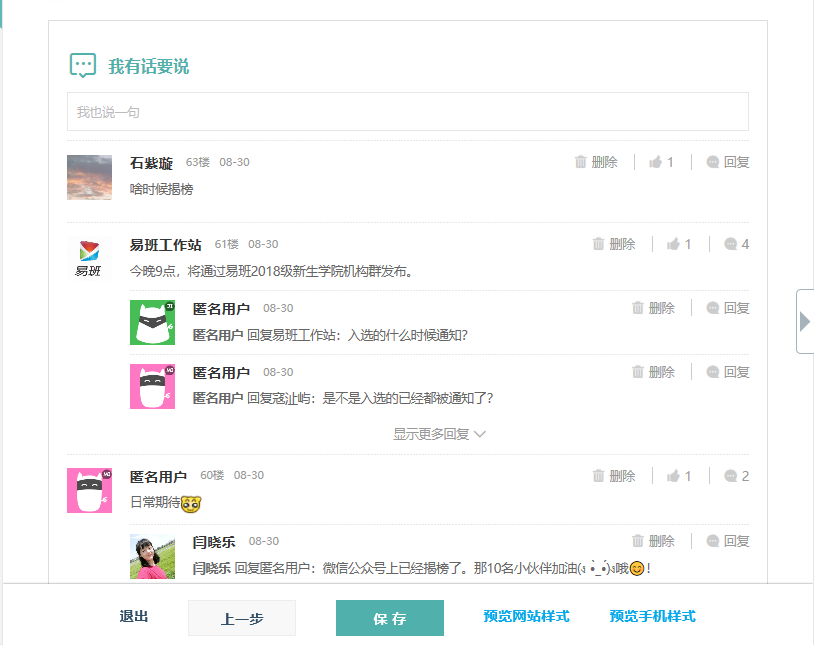 我有话要说
我也说一句
石紫璇 63楼 08-30 删除 1 回复
啥时候揭榜
易班工作站 61楼 08-30 删除 1 4
易班
今晚9点，将通过易班2018级新生学院机构群发布。
匿名用户 08-30 删除 回复
匿名用户 回复易班工作站：入选的什么时候通知?
匿名用户 08-30 删除 回复
匿名用户 回复寇沚屿：是不是入选的已经都被通知了?
显示更多回复
匿名用户 60楼 08-30 删除 1 2
日常期待
闫晓乐 08-30 删除 回复
闫晓乐 回复匿名用户：微信公众号上已经揭榜了。那10名小伙伴加油(ง •̀_•́)ง哦！
退出 上一步 保 存 预览网站样式 预览手机样式